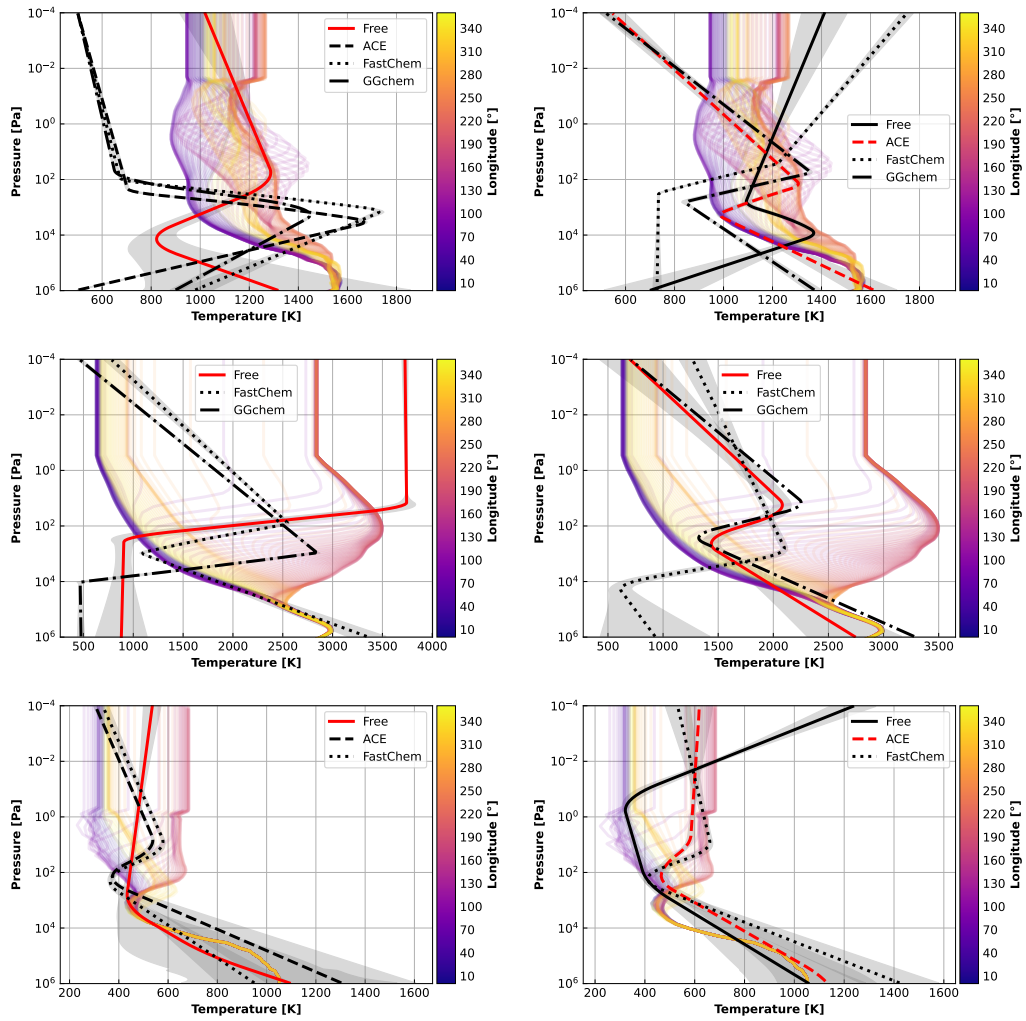 Free
ACE
FastChem
GGchem
10⁻⁴
10⁻²
10⁰
10²
10⁴
10⁶
Pressure [Pa]
600 800 1000 1200 1400 1600 1800
Temperature [K]
340
310
280
250
220
190
160
130
100
70
40
10
Longitude [°]
Free
ACE
FastChem
GGchem
10⁻⁴
10⁻²
10⁰
10²
10⁴
10⁶
Pressure [Pa]
600 800 1000 1200 1400 1600 1800
Temperature [K]
340
310
280
250
220
190
160
130
100
70
40
10
Longitude [°]
Free
FastChem
GGchem
10⁻⁴
10⁻²
10⁰
10²
10⁴
10⁶
Pressure [Pa]
500 1000 1500 2000 2500 3000 3500 4000
Temperature [K]
340
310
280
250
220
190
160
130
100
70
40
10
Longitude [°]
Free
FastChem
GGchem
10⁻⁴
10⁻²
10⁰
10²
10⁴
10⁶
Pressure [Pa]
500 1000 1500 2000 2500 3000 3500
Temperature [K]
340
310
280
250
220
190
160
130
100
70
40
10
Longitude [°]
Free
ACE
FastChem
10⁻⁴
10⁻²
10⁰
10²
10⁴
10⁶
Pressure [Pa]
200 400 600 800 1000 1200 1400 1600
Temperature [K]
340
310
280
250
220
190
160
130
100
70
40
10
Longitude [°]
Free
ACE
FastChem
10⁻⁴
10⁻²
10⁰
10²
10⁴
10⁶
Pressure [Pa]
200 400 600 800 1000 1200 1400 1600
Temperature [K]
340
310
280
250
220
190
160
130
100
70
40
10
Longitude [°]